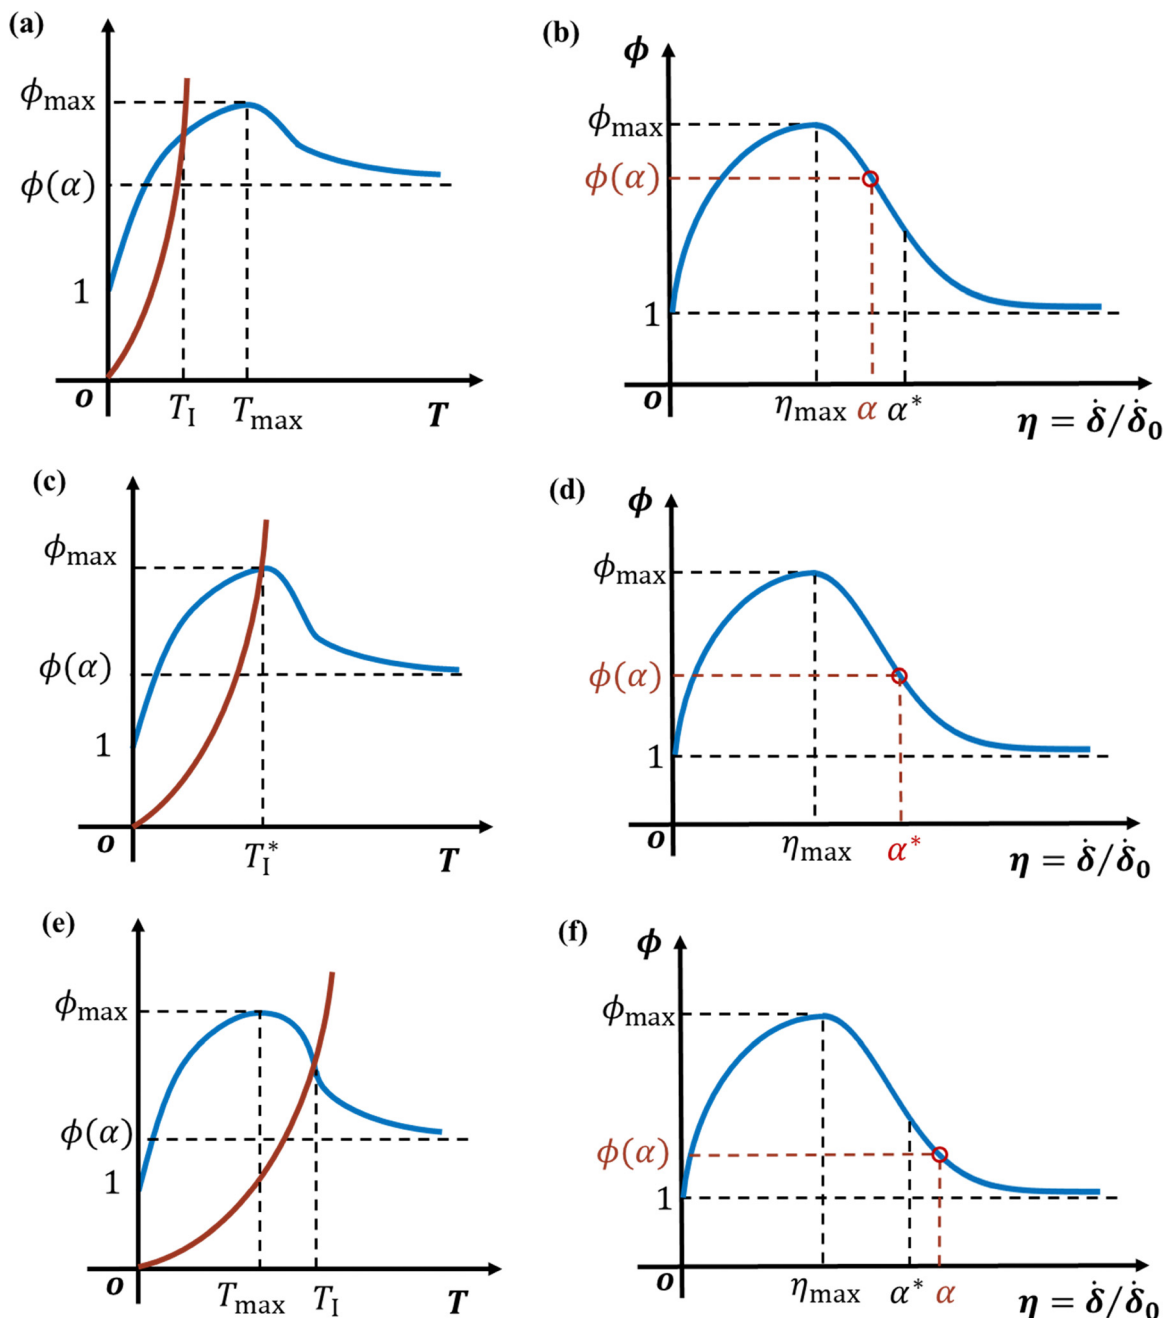 (a)
ϕmax
ϕ(α)
1
o
TI
Tmax
T
(b)
ϕ
ϕmax
ϕ(α)
1
o
ηmax
α
α*
η = δ̇/δ̇0
(c)
ϕmax
ϕ(α)
1
o
TI*
T
(d)
ϕ
ϕmax
ϕ(α)
1
o
ηmax
α*
η = δ̇/δ̇0
(e)
ϕmax
ϕ(α)
1
o
Tmax
TI
T
(f)
ϕ
ϕmax
ϕ(α)
1
o
ηmax
α*
α
η = δ̇/δ̇0